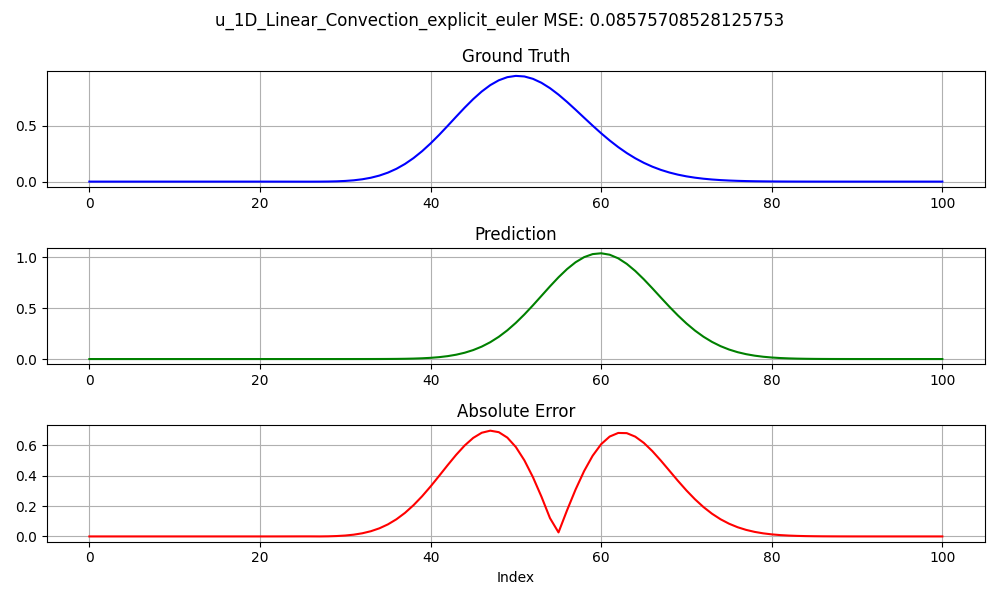 u_1D_Linear_Convection_explicit_euler MSE: 0.08575708528125753
Ground Truth
0.5
0.0
0 20 40 60 80 100
Prediction
1.0
0.5
0.0
0 20 40 60 80 100
Absolute Error
0.6
0.4
0.2
0.0
0 20 40 60 80 100
Index